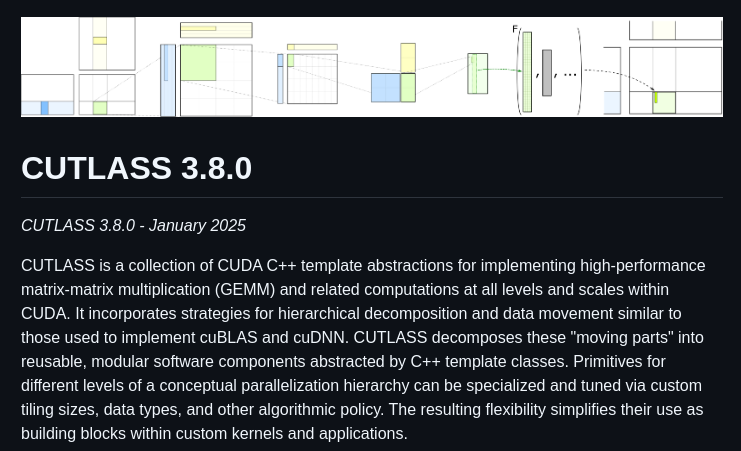 F
, , ...
CUTLASS 3.8.0
CUTLASS 3.8.0 - January 2025
CUTLASS is a collection of CUDA C++ template abstractions for implementing high-performance
matrix-matrix multiplication (GEMM) and related computations at all levels and scales within
CUDA. It incorporates strategies for hierarchical decomposition and data movement similar to
those used to implement cuBLAS and cuDNN. CUTLASS decomposes these "moving parts" into
reusable, modular software components abstracted by C++ template classes. Primitives for
different levels of a conceptual parallelization hierarchy can be specialized and tuned via custom
tiling sizes, data types, and other algorithmic policy. The resulting flexibility simplifies their use as
building blocks within custom kernels and applications.